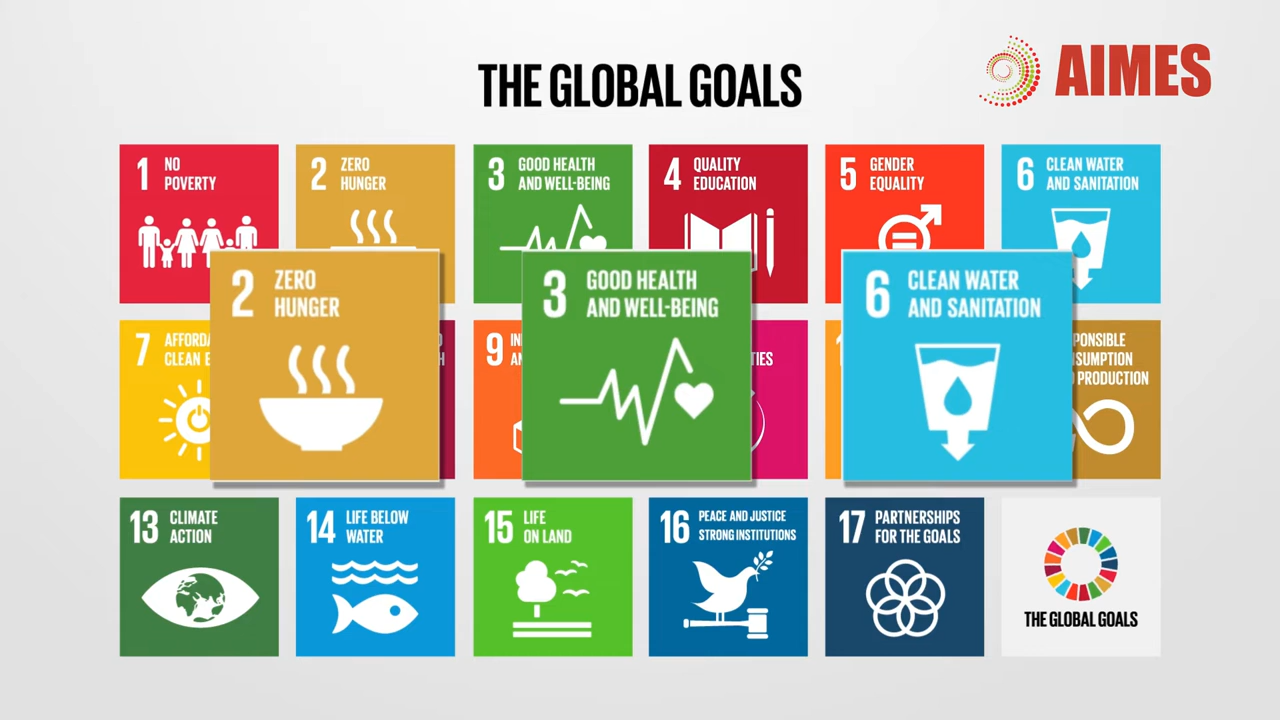 THE GLOBAL GOALS
AIMES
1 NO
POVERTY
2 ZERO
HUNGER
3 GOOD HEALTH
AND WELL-BEING
4 QUALITY
EDUCATION
5 GENDER
EQUALITY
6 CLEAN WATER
AND SANITATION
2 ZERO
HUNGER
3 GOOD HEALTH
AND WELL-BEING
6 CLEAN WATER
AND SANITATION
7
9
PRODUCTION
13 CLIMATE
ACTION
14 LIFE BELOW
WATER
15 LIFE
ON LAND
16 PEACE AND JUSTICE
STRONG INSTITUTIONS
17 PARTNERSHIPS
FOR THE GOALS
THE GLOBAL GOALS